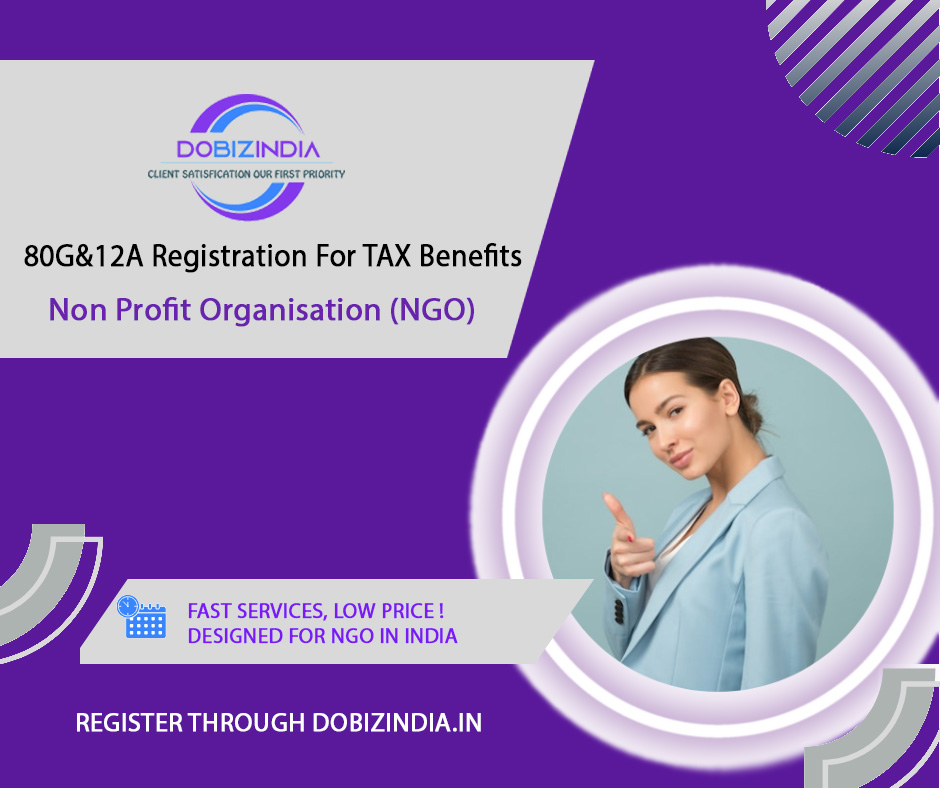 DOBIZINDIA
CLIENT SATISFICATION OUR FIRST PRIORITY
80G&12A Registration For TAX Benefits
Non Profit Organisation (NGO)
FAST SERVICES, LOW PRICE !
DESIGNED FOR NGO IN INDIA
REGISTER THROUGH DOBIZINDIA.IN